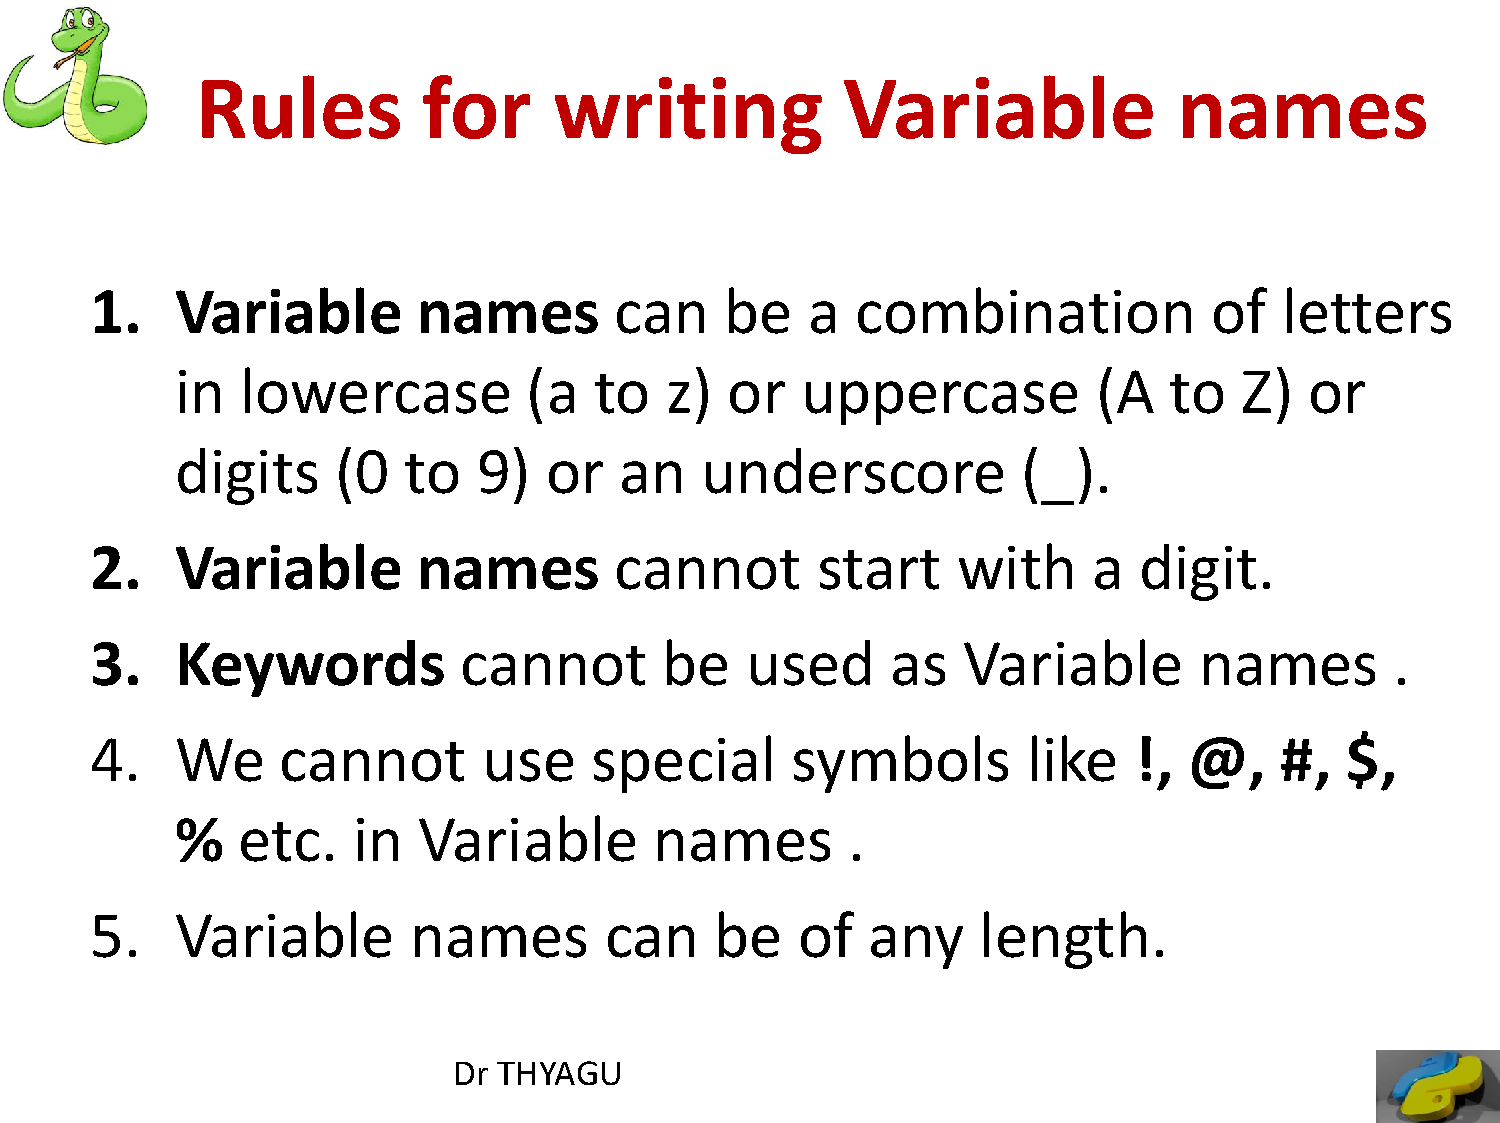 Rules for writing Variable names
1. Variable names can be a combination of letters
in lowercase (a to z) or uppercase (A to Z) or
digits (0 to 9) or an underscore (_).
2. Variable names cannot start with a digit.
3. Keywords cannot be used as Variable names .
4. We cannot use special symbols like !, @, #, $,
% etc. in Variable names .
5. Variable names can be of any length.
Dr THYAGU